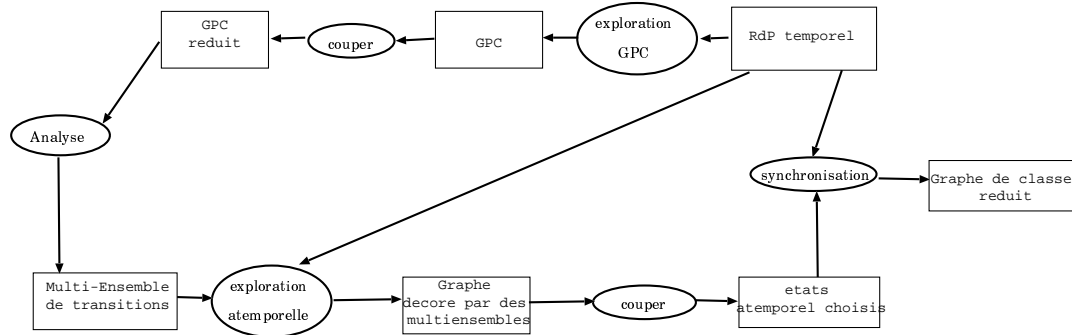 GPC
reduit
couper
GPC
exploration
GPC
RdP temporel
Analyse
synchronisation
Graphe de classe
reduit
Multi-Ensemble
de transitions
exploration
atemporelle
Graphe
decore par des
multiensembles
couper
etats
atemporel choisis